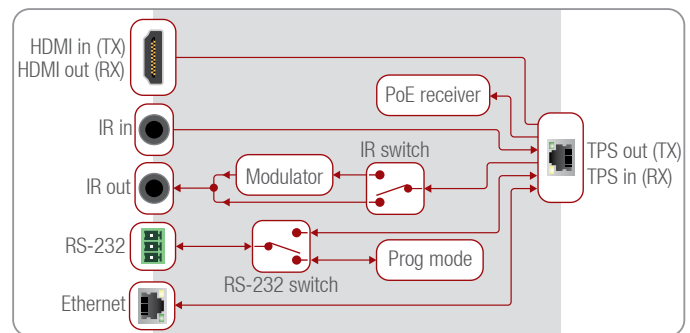 HDMI in (TX)
HDMI out (RX)
PoE receiver
IR in
IR switch
TPS out (TX)
TPS in (RX)
IR out
Modulator
RS-232
Prog mode
RS-232 switch
Ethernet